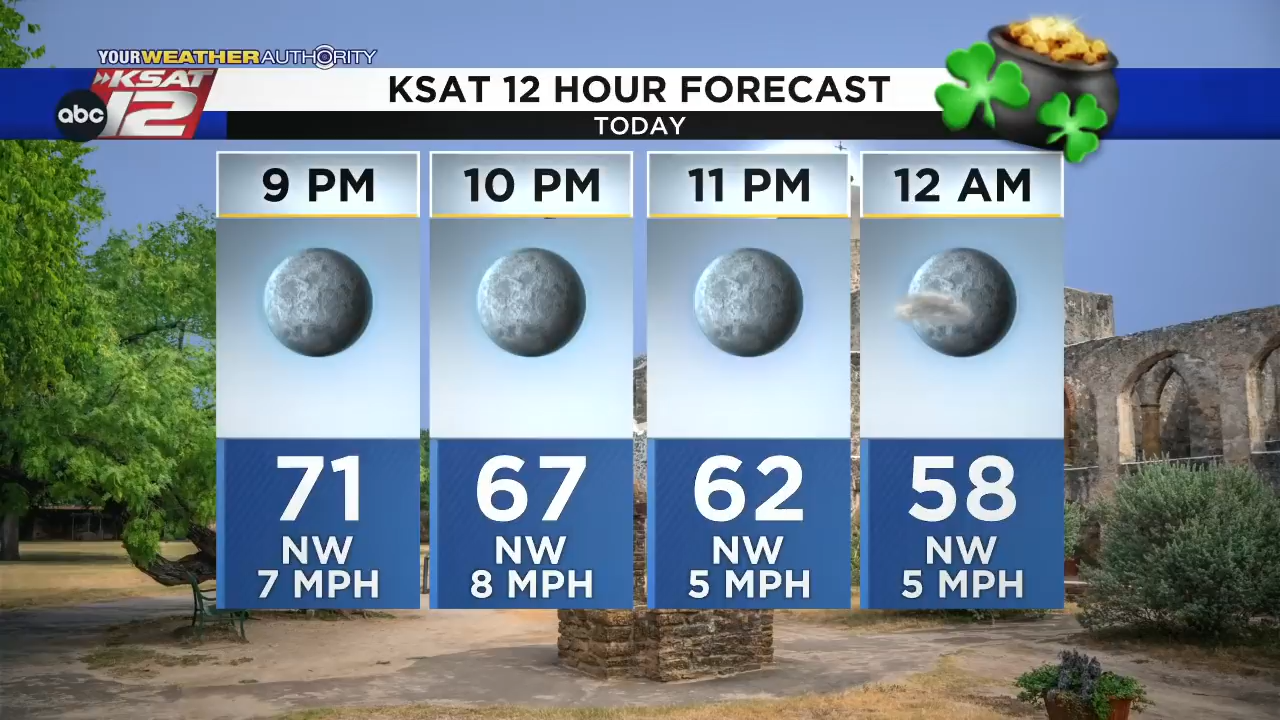 YOURWEATHERAUTHORITY
KSAT
abc 12
KSAT 12 HOUR FORECAST
TODAY
9 PM
10 PM
11 PM
12 AM
71
67
62
58
NW
NW
NW
NW
7 MPH
8 MPH
5 MPH
5 MPH